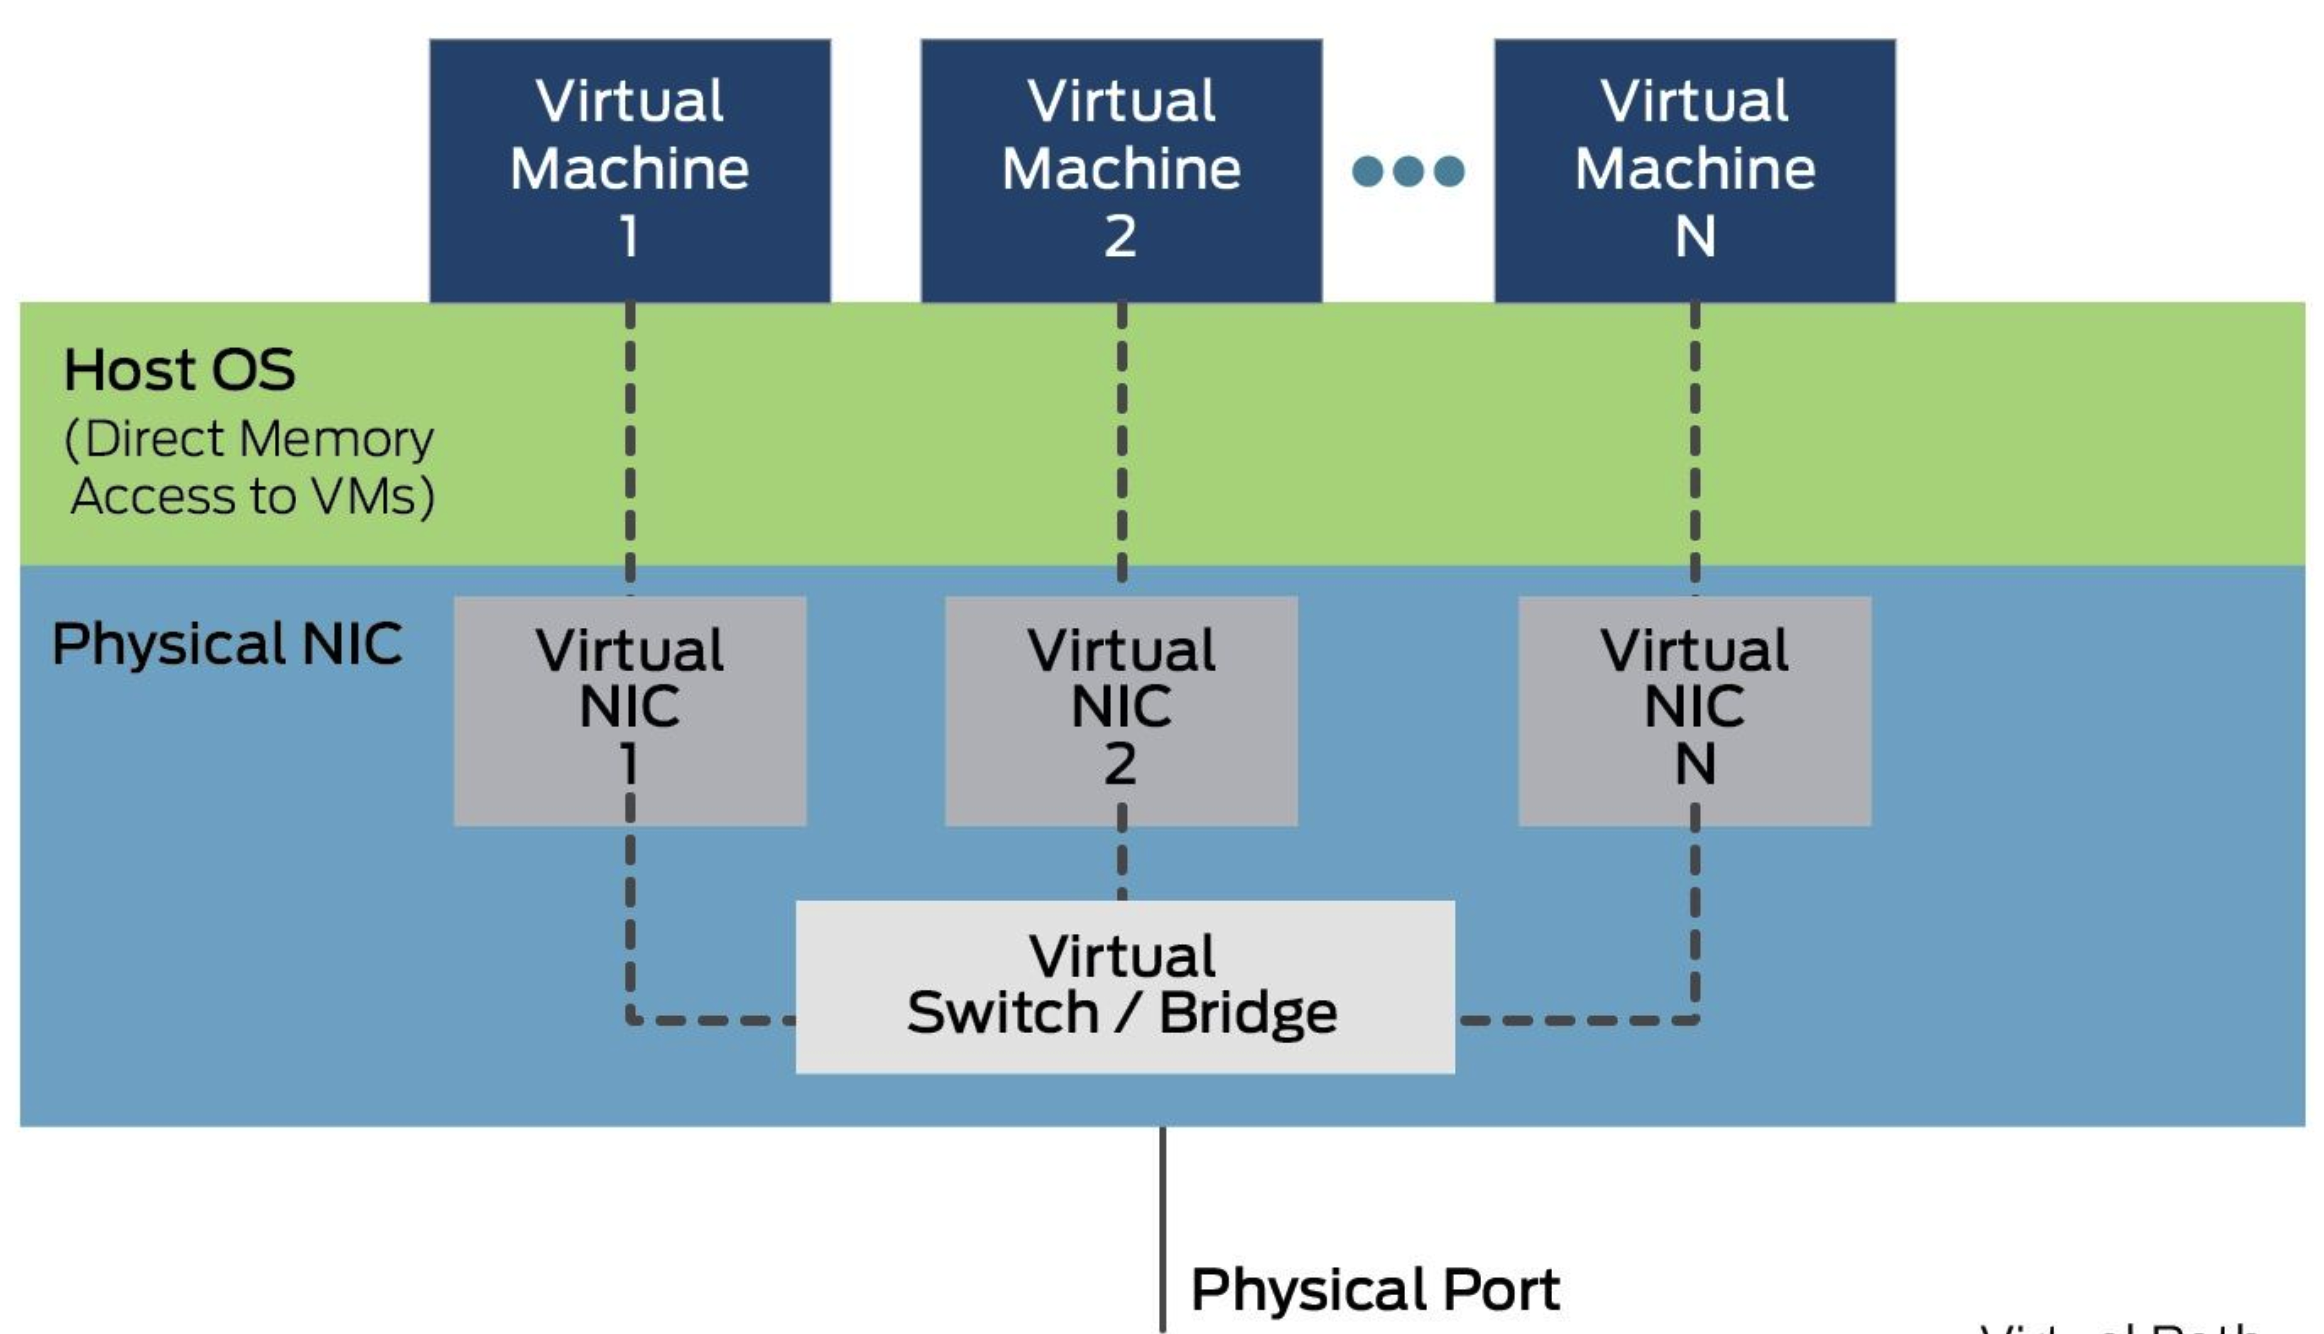 Virtual
Machine
1
Virtual
Machine
2
Virtual
Machine
N
Host OS
(Direct Memory
Access to VMs)
Physical NIC
Virtual
NIC
1
Virtual
NIC
2
Virtual
NIC
N
Virtual
Switch / Bridge
Physical Port